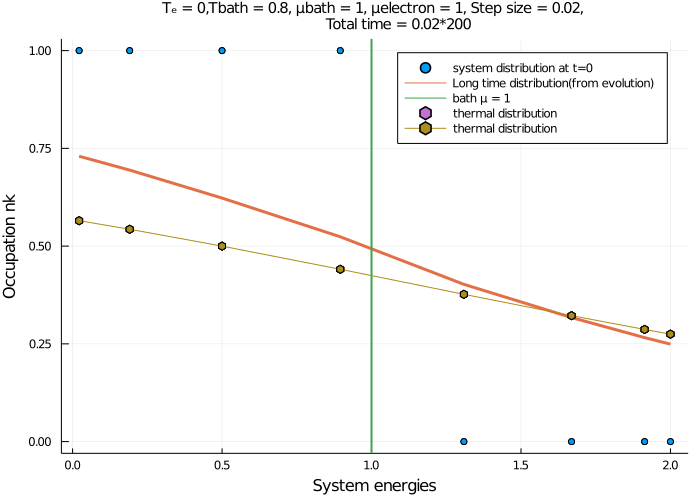 Tₑ = 0,Tbath = 0.8, μbath = 1, μelectron = 1, Step size = 0.02,
Total time = 0.02*200
Occupation nk
1.00
0.75
0.50
0.25
0.00
system distribution at t=0
Long time distribution(from evolution)
bath μ = 1
thermal distribution
thermal distribution
0.0
0.5
1.0
1.5
2.0
System energies